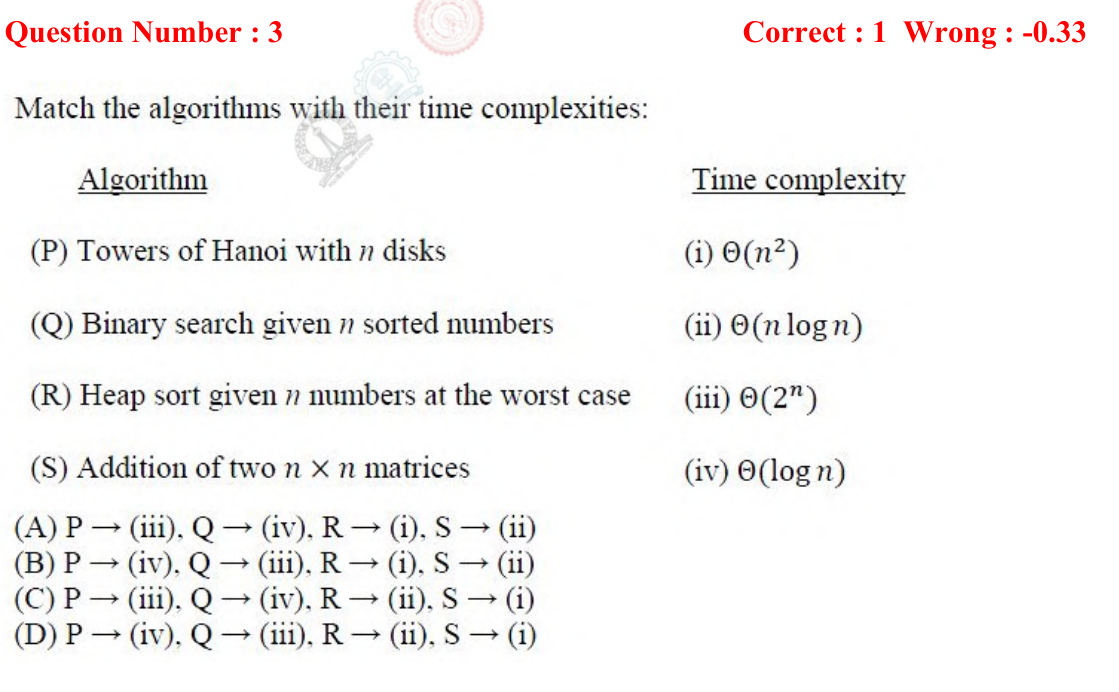 Question Number : 3 Correct : 1 Wrong : -0.33
Match the algorithms with their time complexities:
Algorithm Time complexity
(P) Towers of Hanoi with n disks (i) Θ(n²)
(Q) Binary search given n sorted numbers (ii) Θ(n log n)
(R) Heap sort given n numbers at the worst case (iii) Θ(2ⁿ)
(S) Addition of two n × n matrices (iv) Θ(log n)
(A) P → (iii), Q → (iv), R → (i), S → (ii)
(B) P → (iv), Q → (iii), R → (i), S → (ii)
(C) P → (iii), Q → (iv), R → (ii), S → (i)
(D) P → (iv), Q → (iii), R → (ii), S → (i)